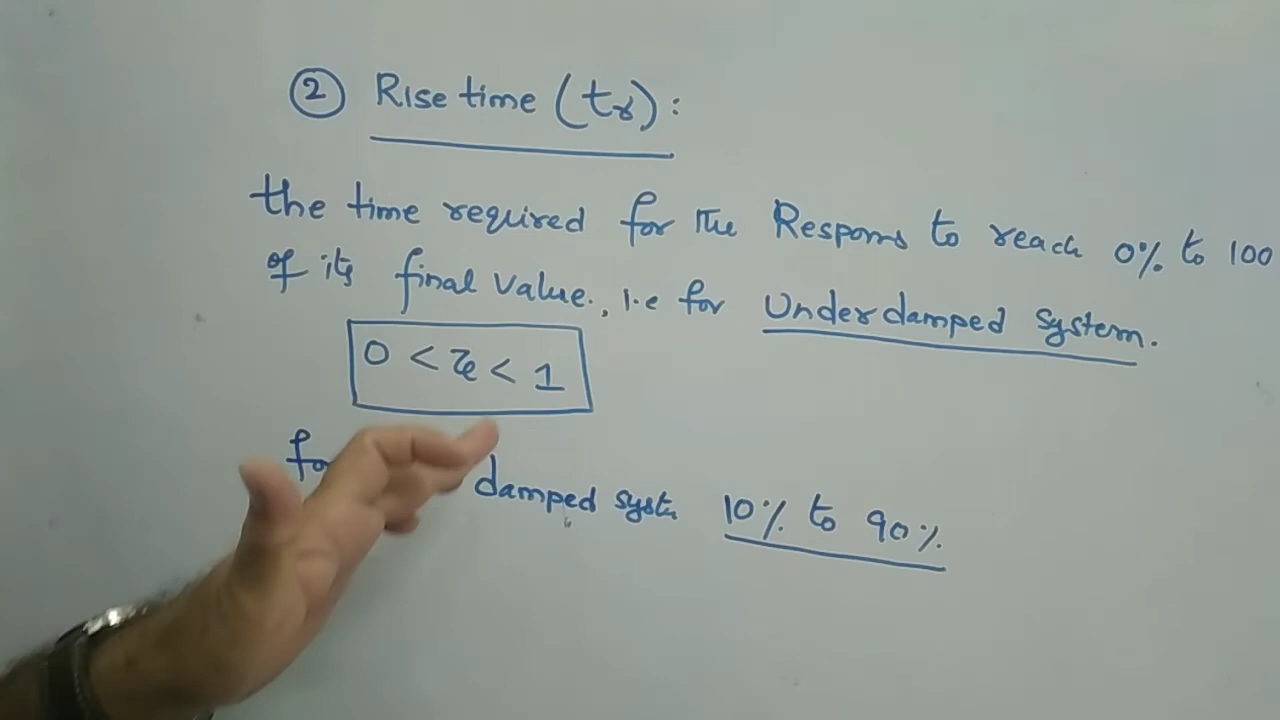 ② Rise time (tr):
the time required for the Respons to reach 0% to 100
of its final value., i.e for Underdamped system.
0 < ξ < 1
fo damped syste 10% to 90%